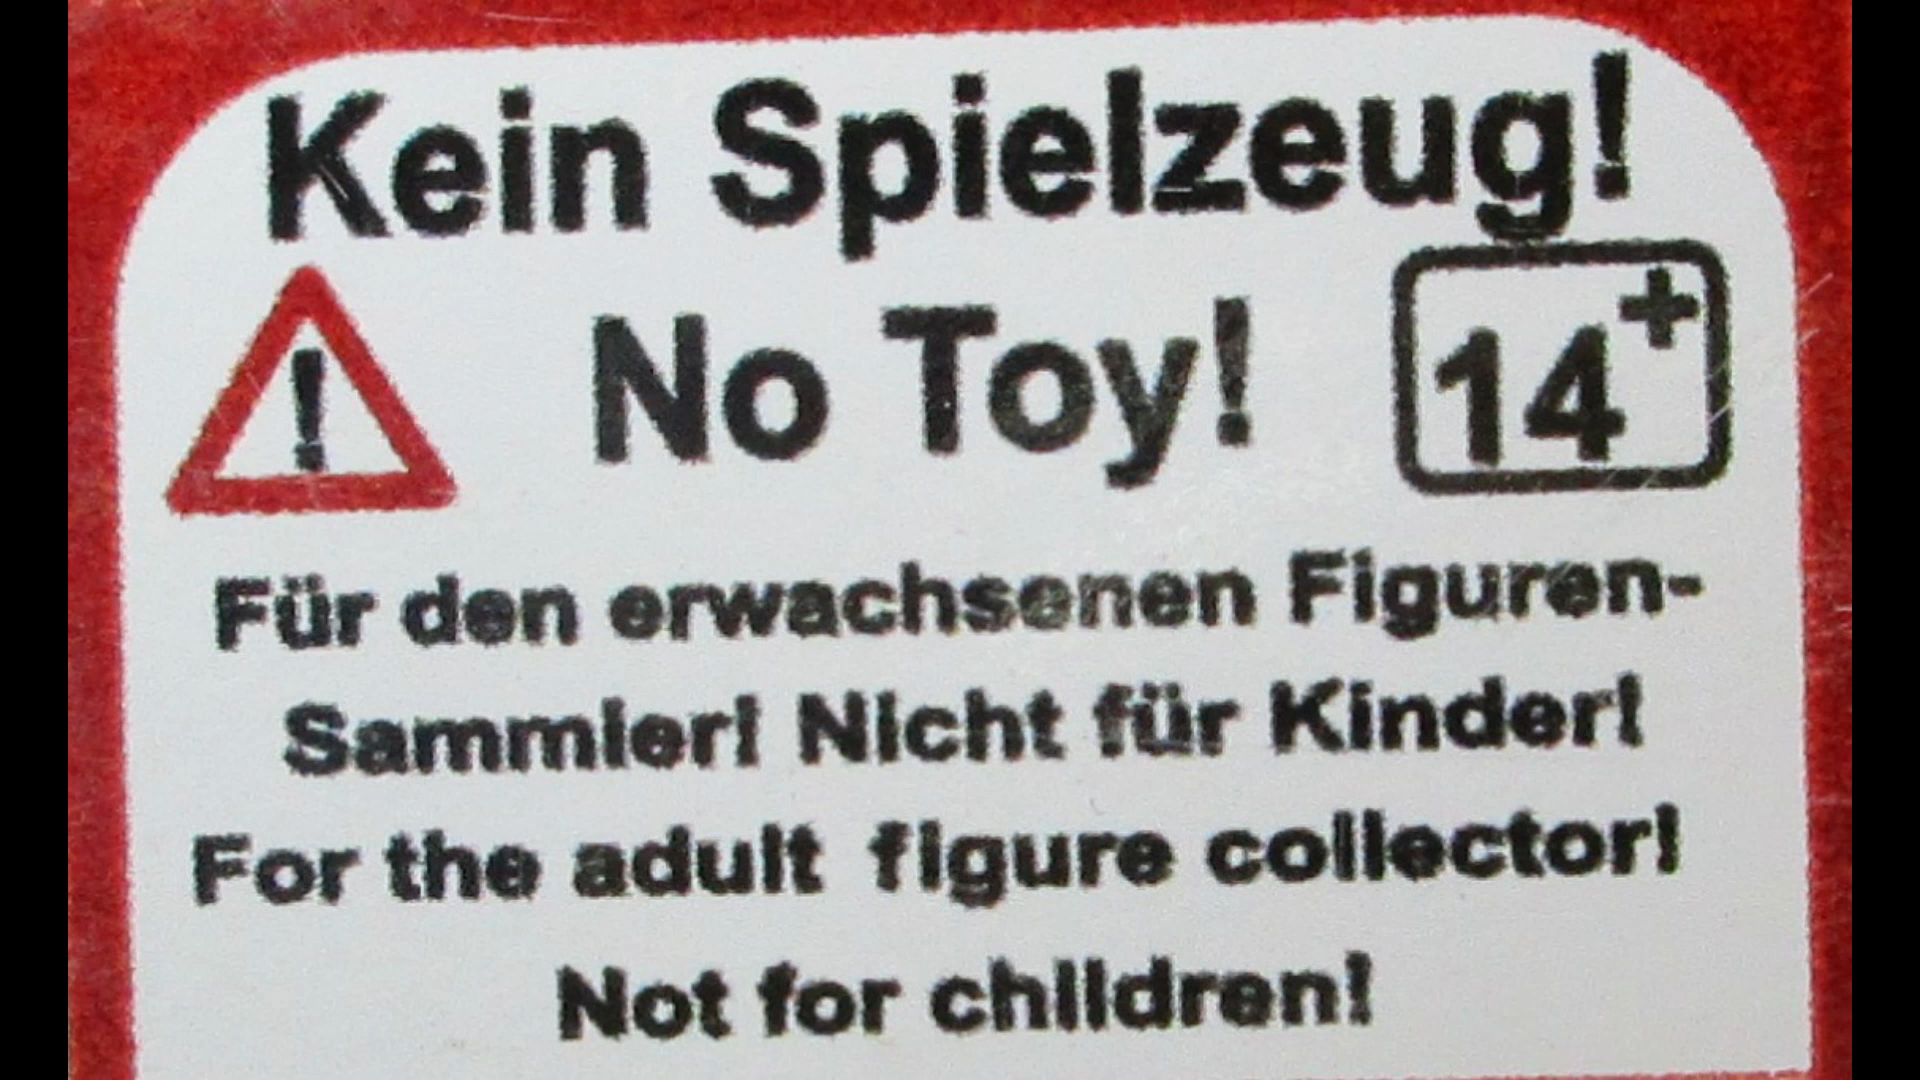 Kein Spielzeug!
! No Toy! 14+
Für den erwachsenen Figuren-
Sammler! Nicht für Kinder!
For the adult figure collector!
Not for children!